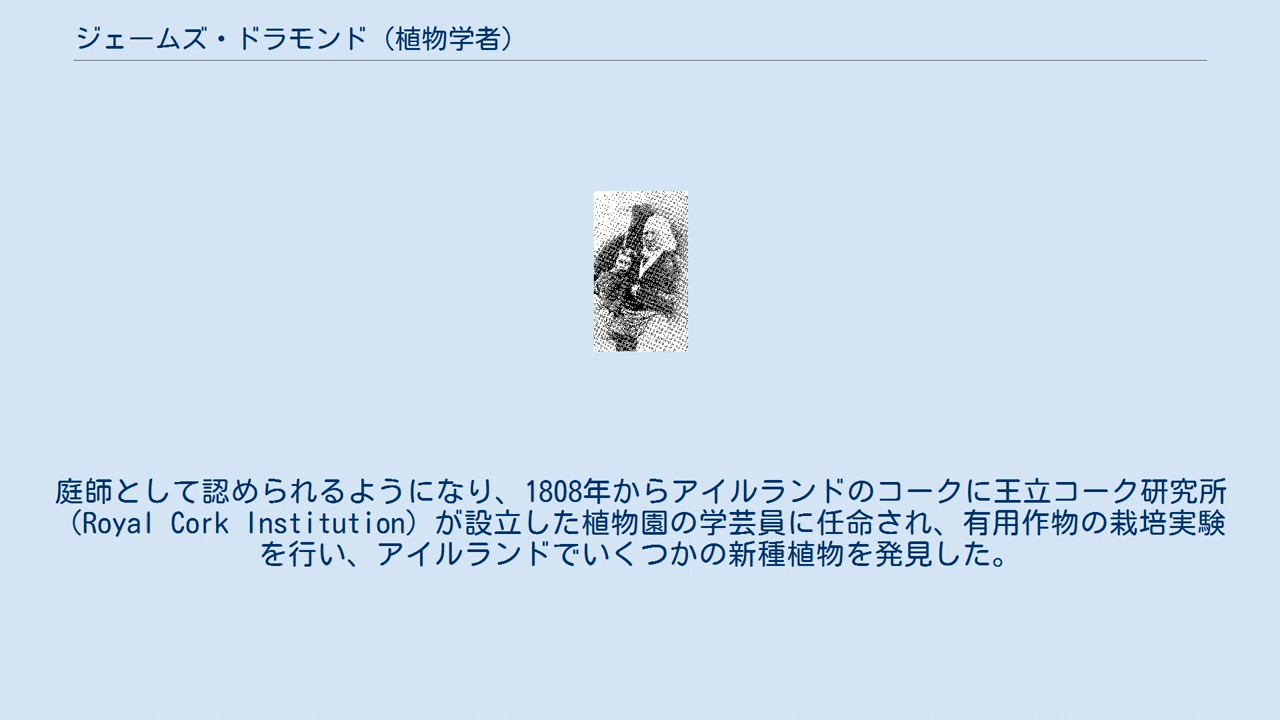 ジェームズ・ドラモンド（植物学者）
庭師として認められるようになり、1808年からアイルランドのコークに王立コーク研究所
（Royal Cork Institution）が設立した植物園の学芸員に任命され、有用作物の栽培実験
を行い、アイルランドでいくつかの新種植物を発見した。